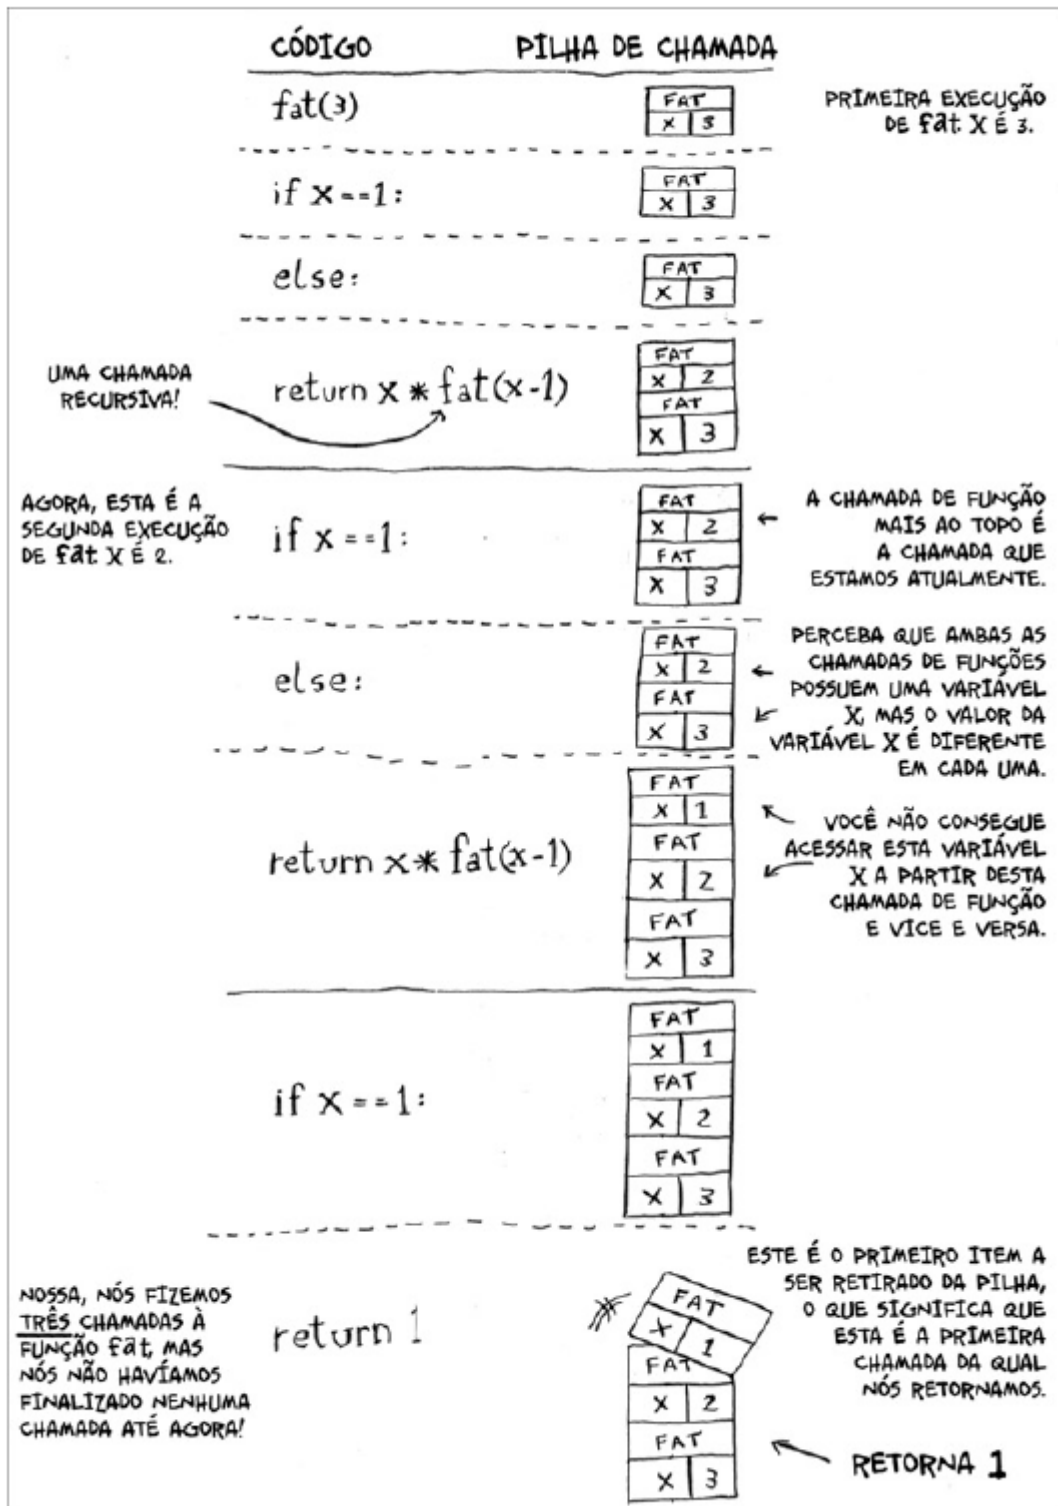 CÓDIGO PILHA DE CHAMADA
fat(3)
FAT
X 3
PRIMEIRA EXECUÇÃO
DE fat. X É 3.
if x==1:
FAT
X 3
else:
FAT
X 3
UMA CHAMADA
RECURSIVA!
return x * fat(x-1)
FAT
X 2
FAT
X 3
AGORA, ESTA É A
SEGUNDA EXECUÇÃO
DE fat. X É 2.
if x==1:
FAT
X 2
FAT
X 3
A CHAMADA DE FUNÇÃO
MAIS AO TOPO É
A CHAMADA QUE
ESTAMOS ATUALMENTE.
else:
FAT
X 2
FAT
X 3
PERCEBA QUE AMBAS AS
CHAMADAS DE FUNÇÕES
POSSUEM UMA VARIÁVEL
X, MAS O VALOR DA
VARIÁVEL X É DIFERENTE
EM CADA UMA.
return x * fat(x-1)
FAT
X 1
FAT
X 2
FAT
X 3
VOCÊ NÃO CONSEGUE
ACESSAR ESTA VARIÁVEL
X A PARTIR DESTA
CHAMADA DE FUNÇÃO
E VICE E VERSA.
if x==1:
FAT
X 1
FAT
X 2
FAT
X 3
NOSSA, NÓS FIZEMOS
TRÊS CHAMADAS À
FUNÇÃO fat, MAS
NÓS NÃO HAVÍAMOS
FINALIZADO NENHUMA
CHAMADA ATÉ AGORA!
return 1
FAT
X 1
FAT
X 2
FAT
X 3
ESTE É O PRIMEIRO ITEM A
SER RETIRADO DA PILHA,
O QUE SIGNIFICA QUE
ESTA É A PRIMEIRA
CHAMADA DA QUAL
NÓS RETORNAMOS.
RETORNA 1